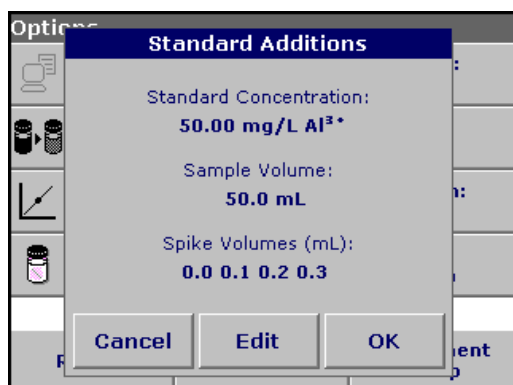 Standard Additions
Standard Concentration:
50.00 mg/L Al³⁺
Sample Volume:
50.0 mL
Spike Volumes (mL):
0.0 0.1 0.2 0.3
Cancel Edit OK